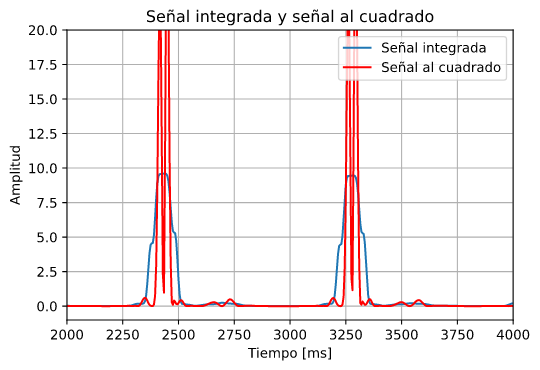 Señal integrada y señal al cuadrado
20.0
17.5
15.0
12.5
10.0
7.5
5.0
2.5
0.0
Amplitud
Señal integrada
Señal al cuadrado
2000 2250 2500 2750 3000 3250 3500 3750 4000
Tiempo [ms]